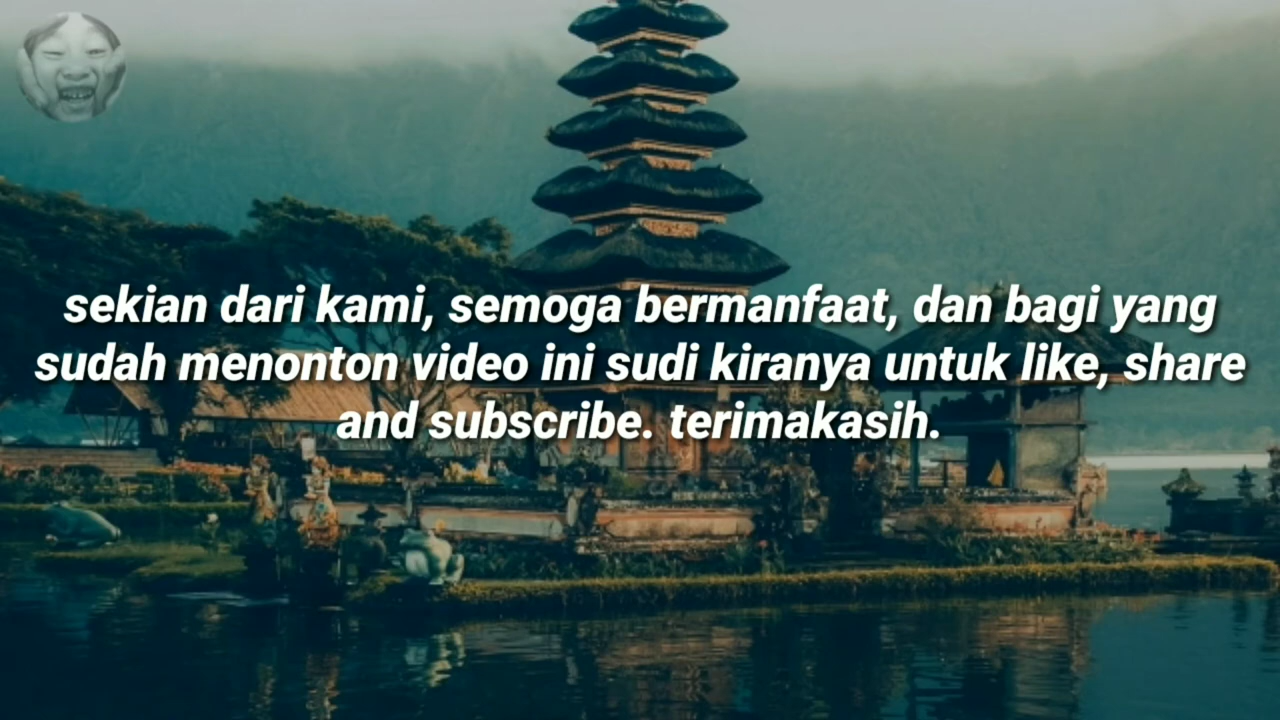 sekian dari kami, semoga bermanfaat, dan bagi yang
sudah menonton video ini sudi kiranya untuk like, share
and subscribe. terimakasih.